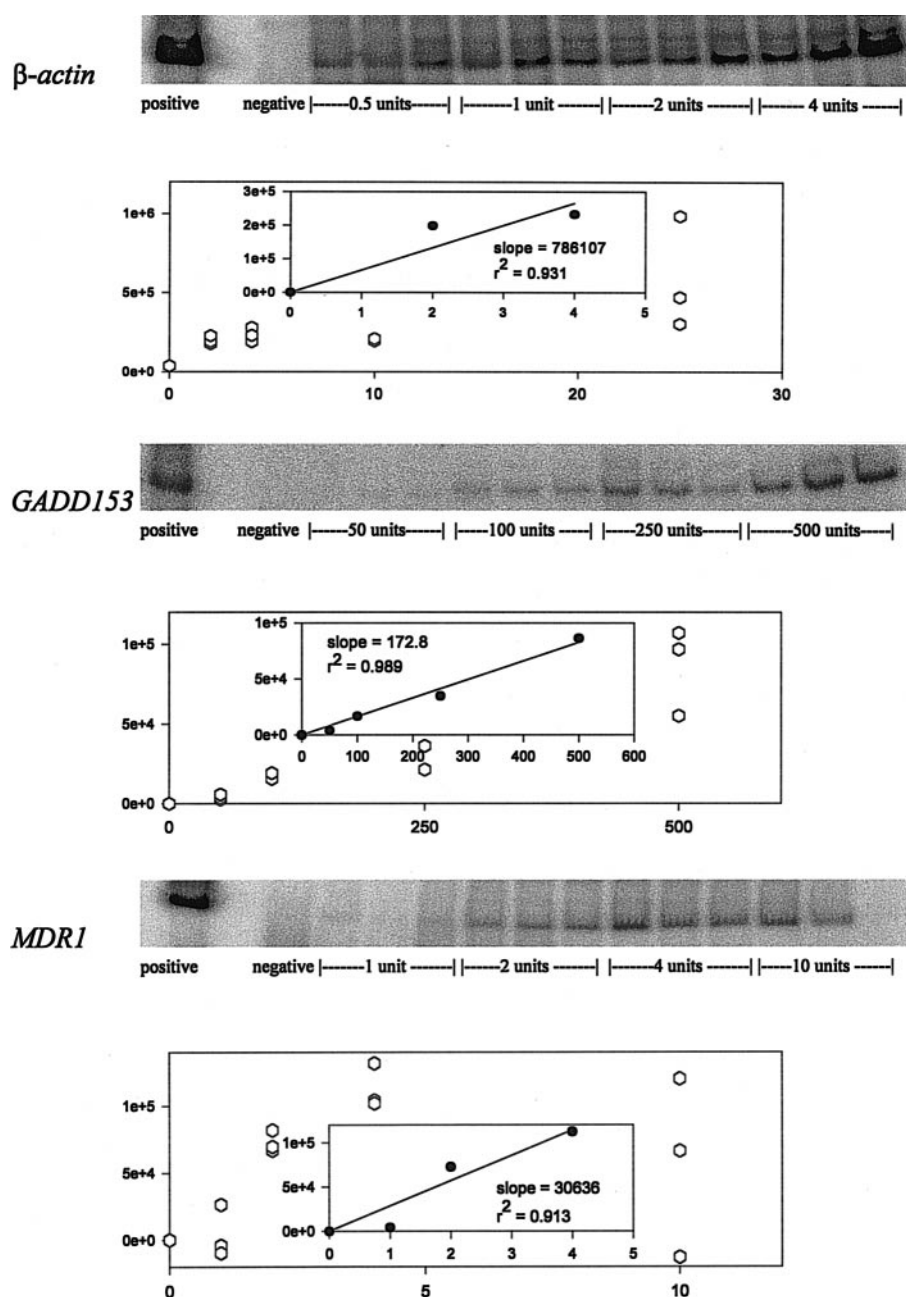 β-actin
positive negative |-----0.5 units------| |--------1 unit-------| |---------2 units-------| |-------4 units------|
3e+5
2e+5
1e+5
0e+0
0 1 2 3 4 5
slope = 786107
r2 = 0.931
1e+6
5e+5
0e+0
0 10 20 30
GADD153
positive negative |------50 units------| |------100 units------| |-------250 units-----| |------500 units------|
1e+5
5e+4
0e+0
0 100 200 300 400 500 600
slope = 172.8
r2 = 0.989
1e+5
5e+4
0e+0
0 250 500
MDR1
positive negative |-------1 unit-------| |------2 units-------| |-------4 units-------| |-----10 units------|
1e+5
5e+4
0e+0
0 1 2 3 4 5
slope = 30636
r2 = 0.913
1e+5
5e+4
0e+0
0 5 10